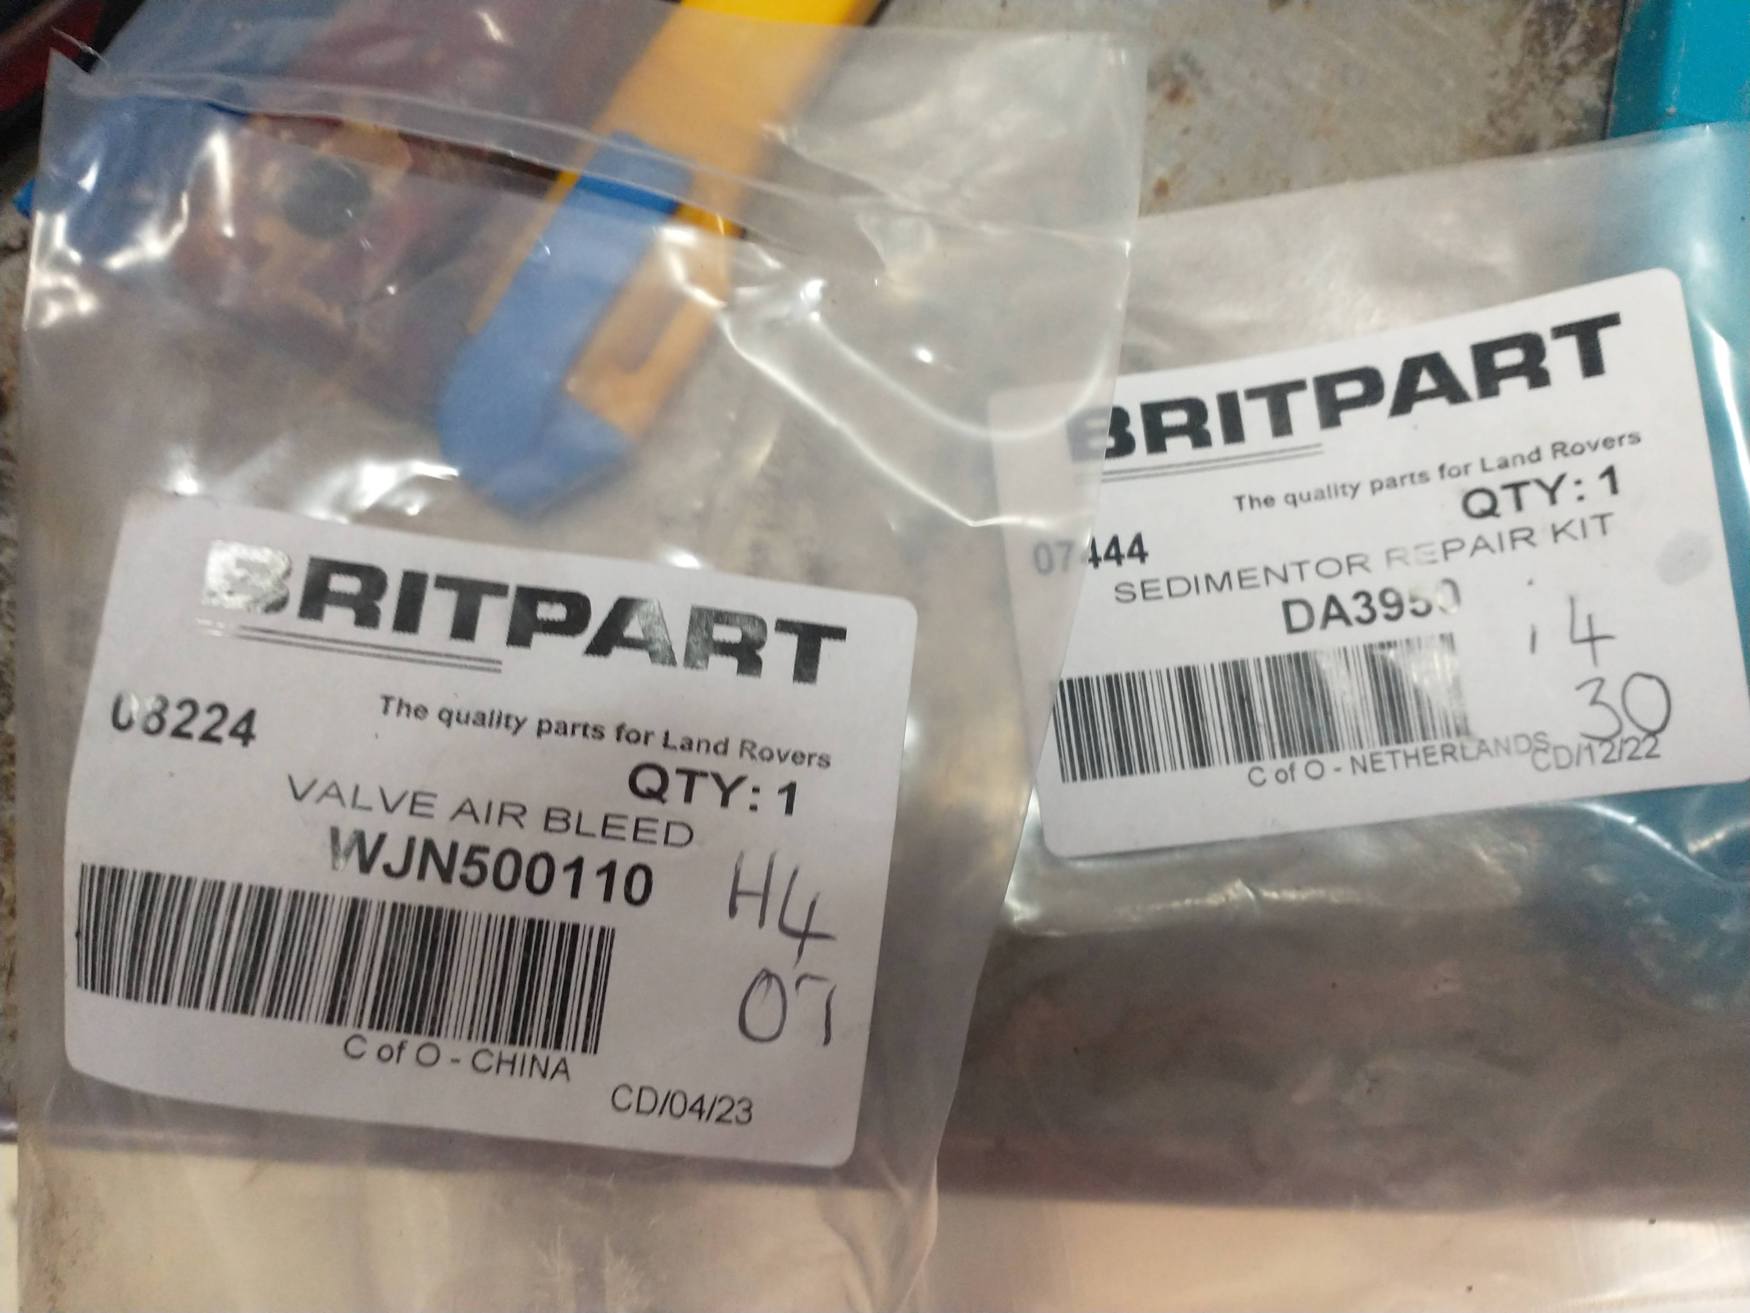 BRITPART
08224
The quality parts for Land Rovers
QTY: 1
VALVE AIR BLEED
WJN500110
H4
07
C of O - CHINA
CD/04/23
BRITPART
The quality parts for Land Rovers
QTY: 1
07444
SEDIMENTOR REPAIR KIT
DA3950
4
30
C of O - NETHERLANDS
CD/12/22